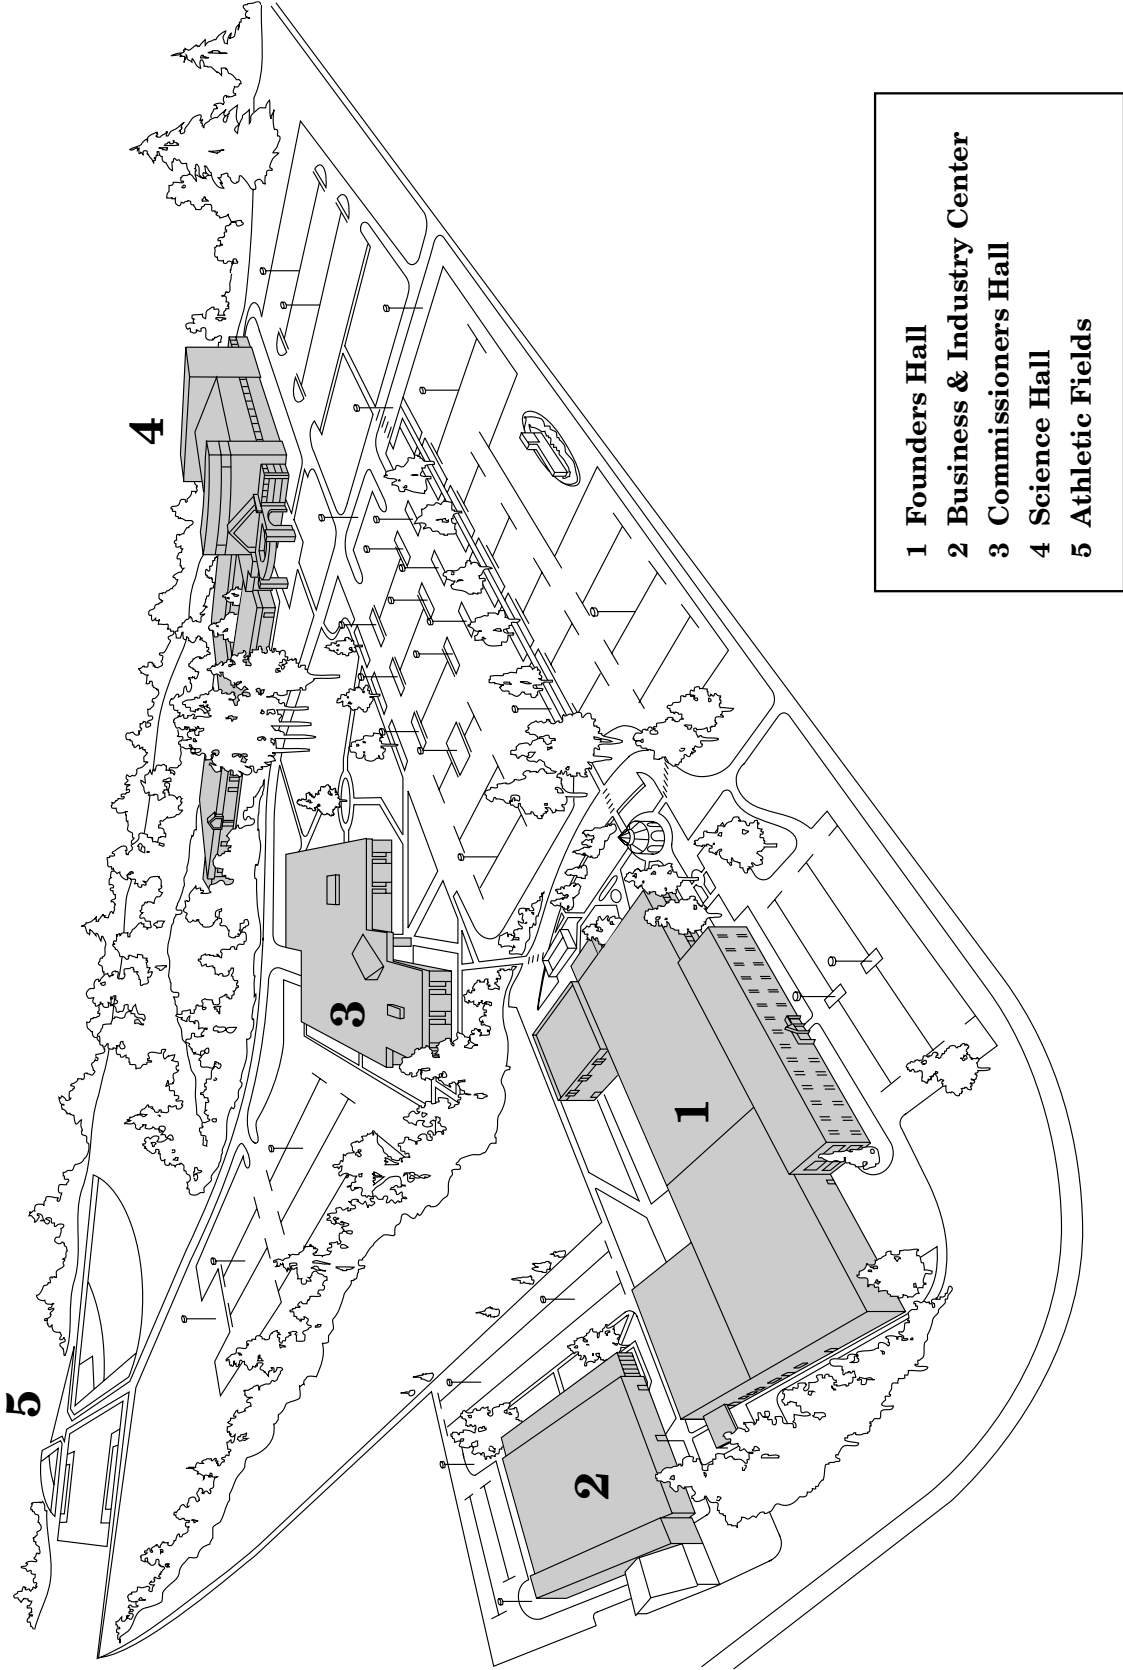 5
4
3
2
1
1 Founders Hall
2 Business & Industry Center
3 Commissioners Hall
4 Science Hall
5 Athletic Fields